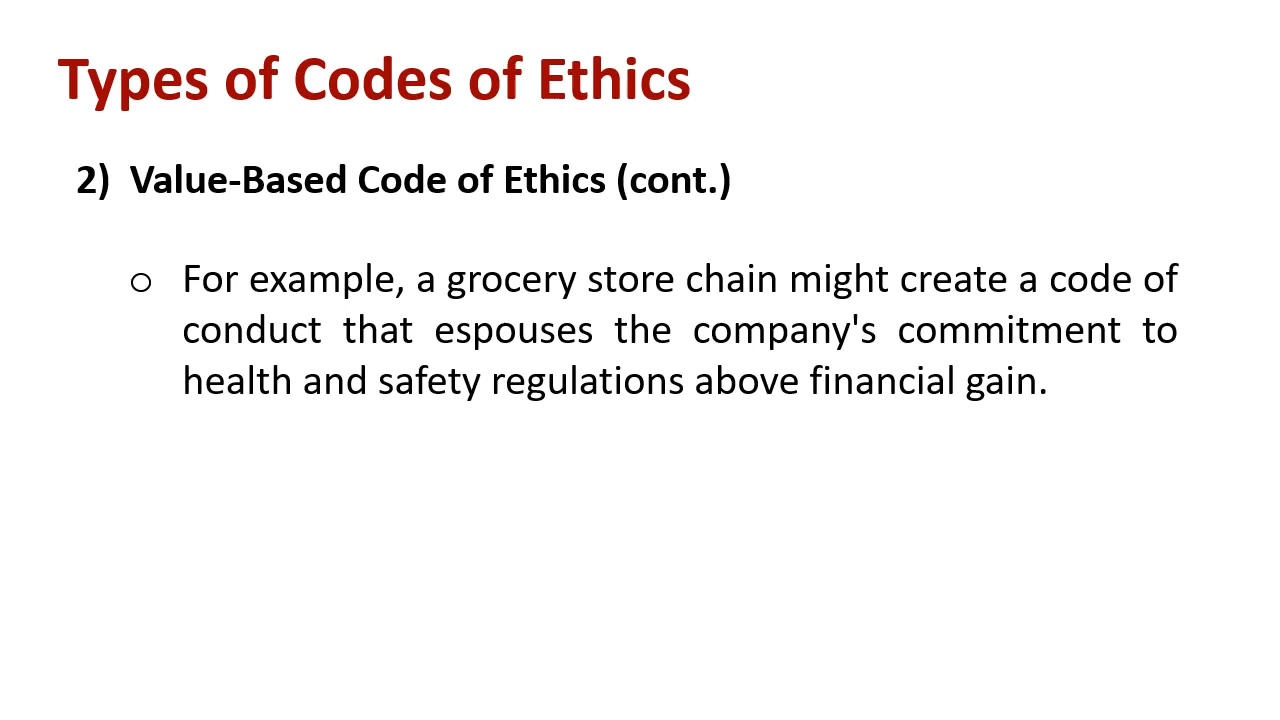 Types of Codes of Ethics
2) Value-Based Code of Ethics (cont.)
o For example, a grocery store chain might create a code of
conduct that espouses the company's commitment to
health and safety regulations above financial gain.